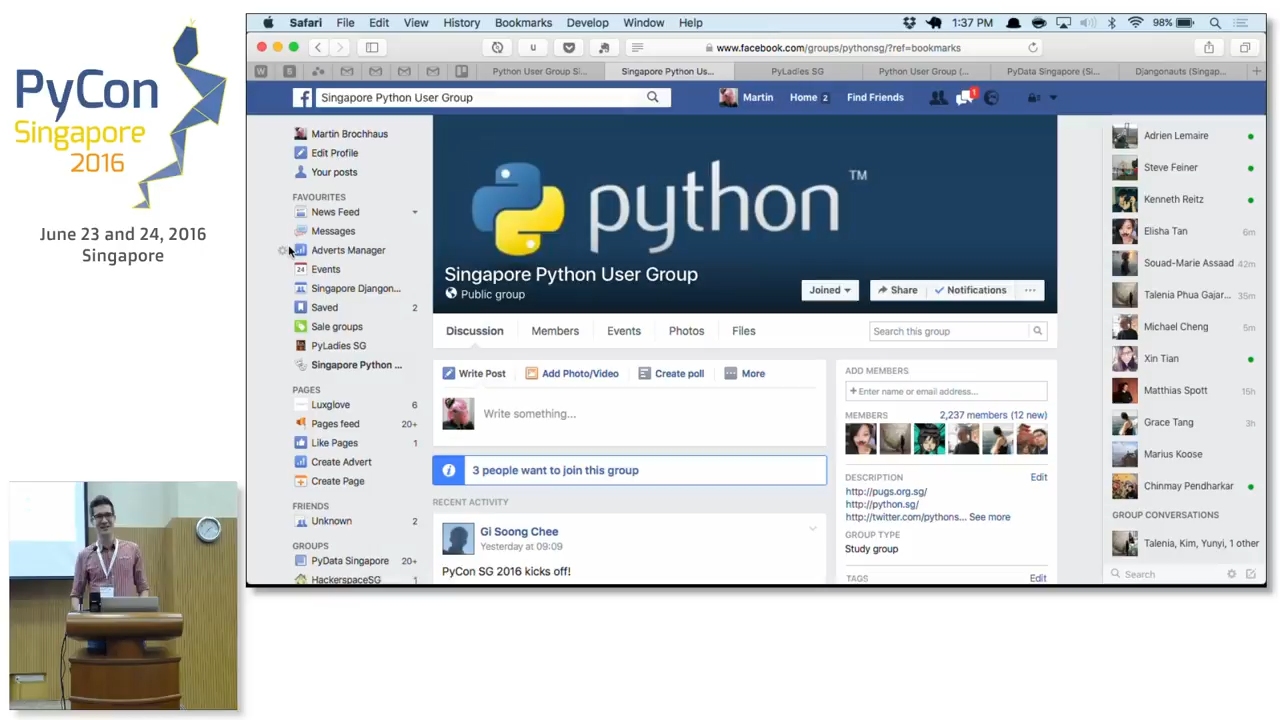 PyCon
Singapore
2016
June 23 and 24, 2016
Singapore
Safari File Edit View History Bookmarks Develop Window Help
1:37 PM 98%
www.facebook.com/groups/pythonsg/?ref=bookmarks
Python User Group Si...
Singapore Python Us...
PyLadies SG
Python User Group (...
PyData Singapore (Si...
Djangonauts (Singap...
Singapore Python User Group
Martin
Home 2
Find Friends
1
Martin Brochhaus
Edit Profile
Your posts
FAVOURITES
News Feed
Messages
Adverts Manager
24 Events
Singapore Djangon...
Saved 2
Sale groups
PyLadies SG
Singapore Python ...
PAGES
Luxglove 6
Pages feed 20+
Like Pages 1
Create Advert
Create Page
FRIENDS
Unknown 2
GROUPS
PyData Singapore 20+
HackerspaceSG 1
python TM
Singapore Python User Group
Public group
Joined
Share
Notifications
Discussion Members Events Photos Files
Search this group
Write Post
Add Photo/Video
Create poll
More
Write something...
3 people want to join this group
RECENT ACTIVITY
Gi Soong Chee
Yesterday at 09:09
PyCon SG 2016 kicks off!
ADD MEMBERS
+ Enter name or email address...
MEMBERS 2,237 members (12 new)
DESCRIPTION Edit
http://pugs.org.sg/
http://python.sg/
http://twitter.com/pythons... See more
GROUP TYPE
Study group
TAGS Edit
Adrien Lemaire
Steve Feiner
Kenneth Reitz
Elisha Tan 6m
Souad-Marie Assaad 42m
Talenia Phua Gajar... 35m
Michael Cheng 5m
Xin Tian
Matthias Spott 15h
Grace Tang 3h
Marius Koose
Chinmay Pendharkar
GROUP CONVERSATIONS
Talenia, Kim, Yunyi, 1 other
Search